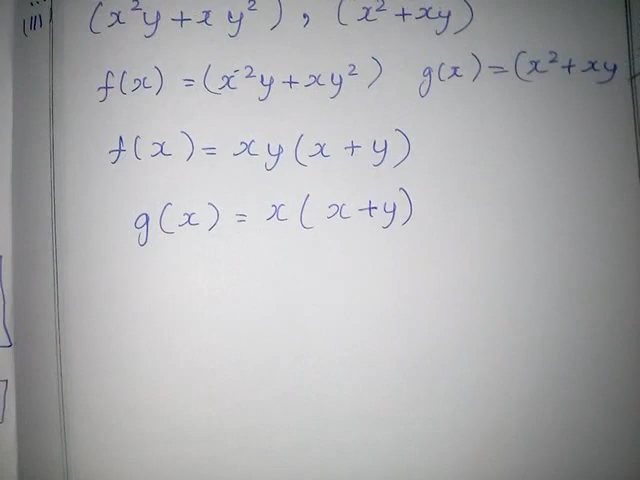 (iii) (x²y + xy²), (x² + xy)
f(x) = (x²y + xy²) g(x) = (x² + xy
f(x) = xy(x + y)
g(x) = x(x + y)